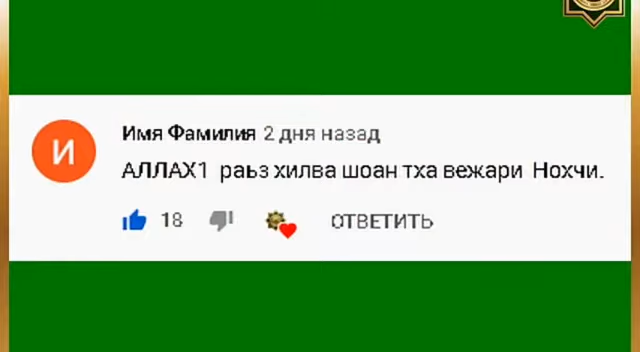 И
Имя Фамилия 2 дня назад
АЛЛАХ1 раьз хилва шоан тха вежари Нохчи.
18
ОТВЕТИТЬ